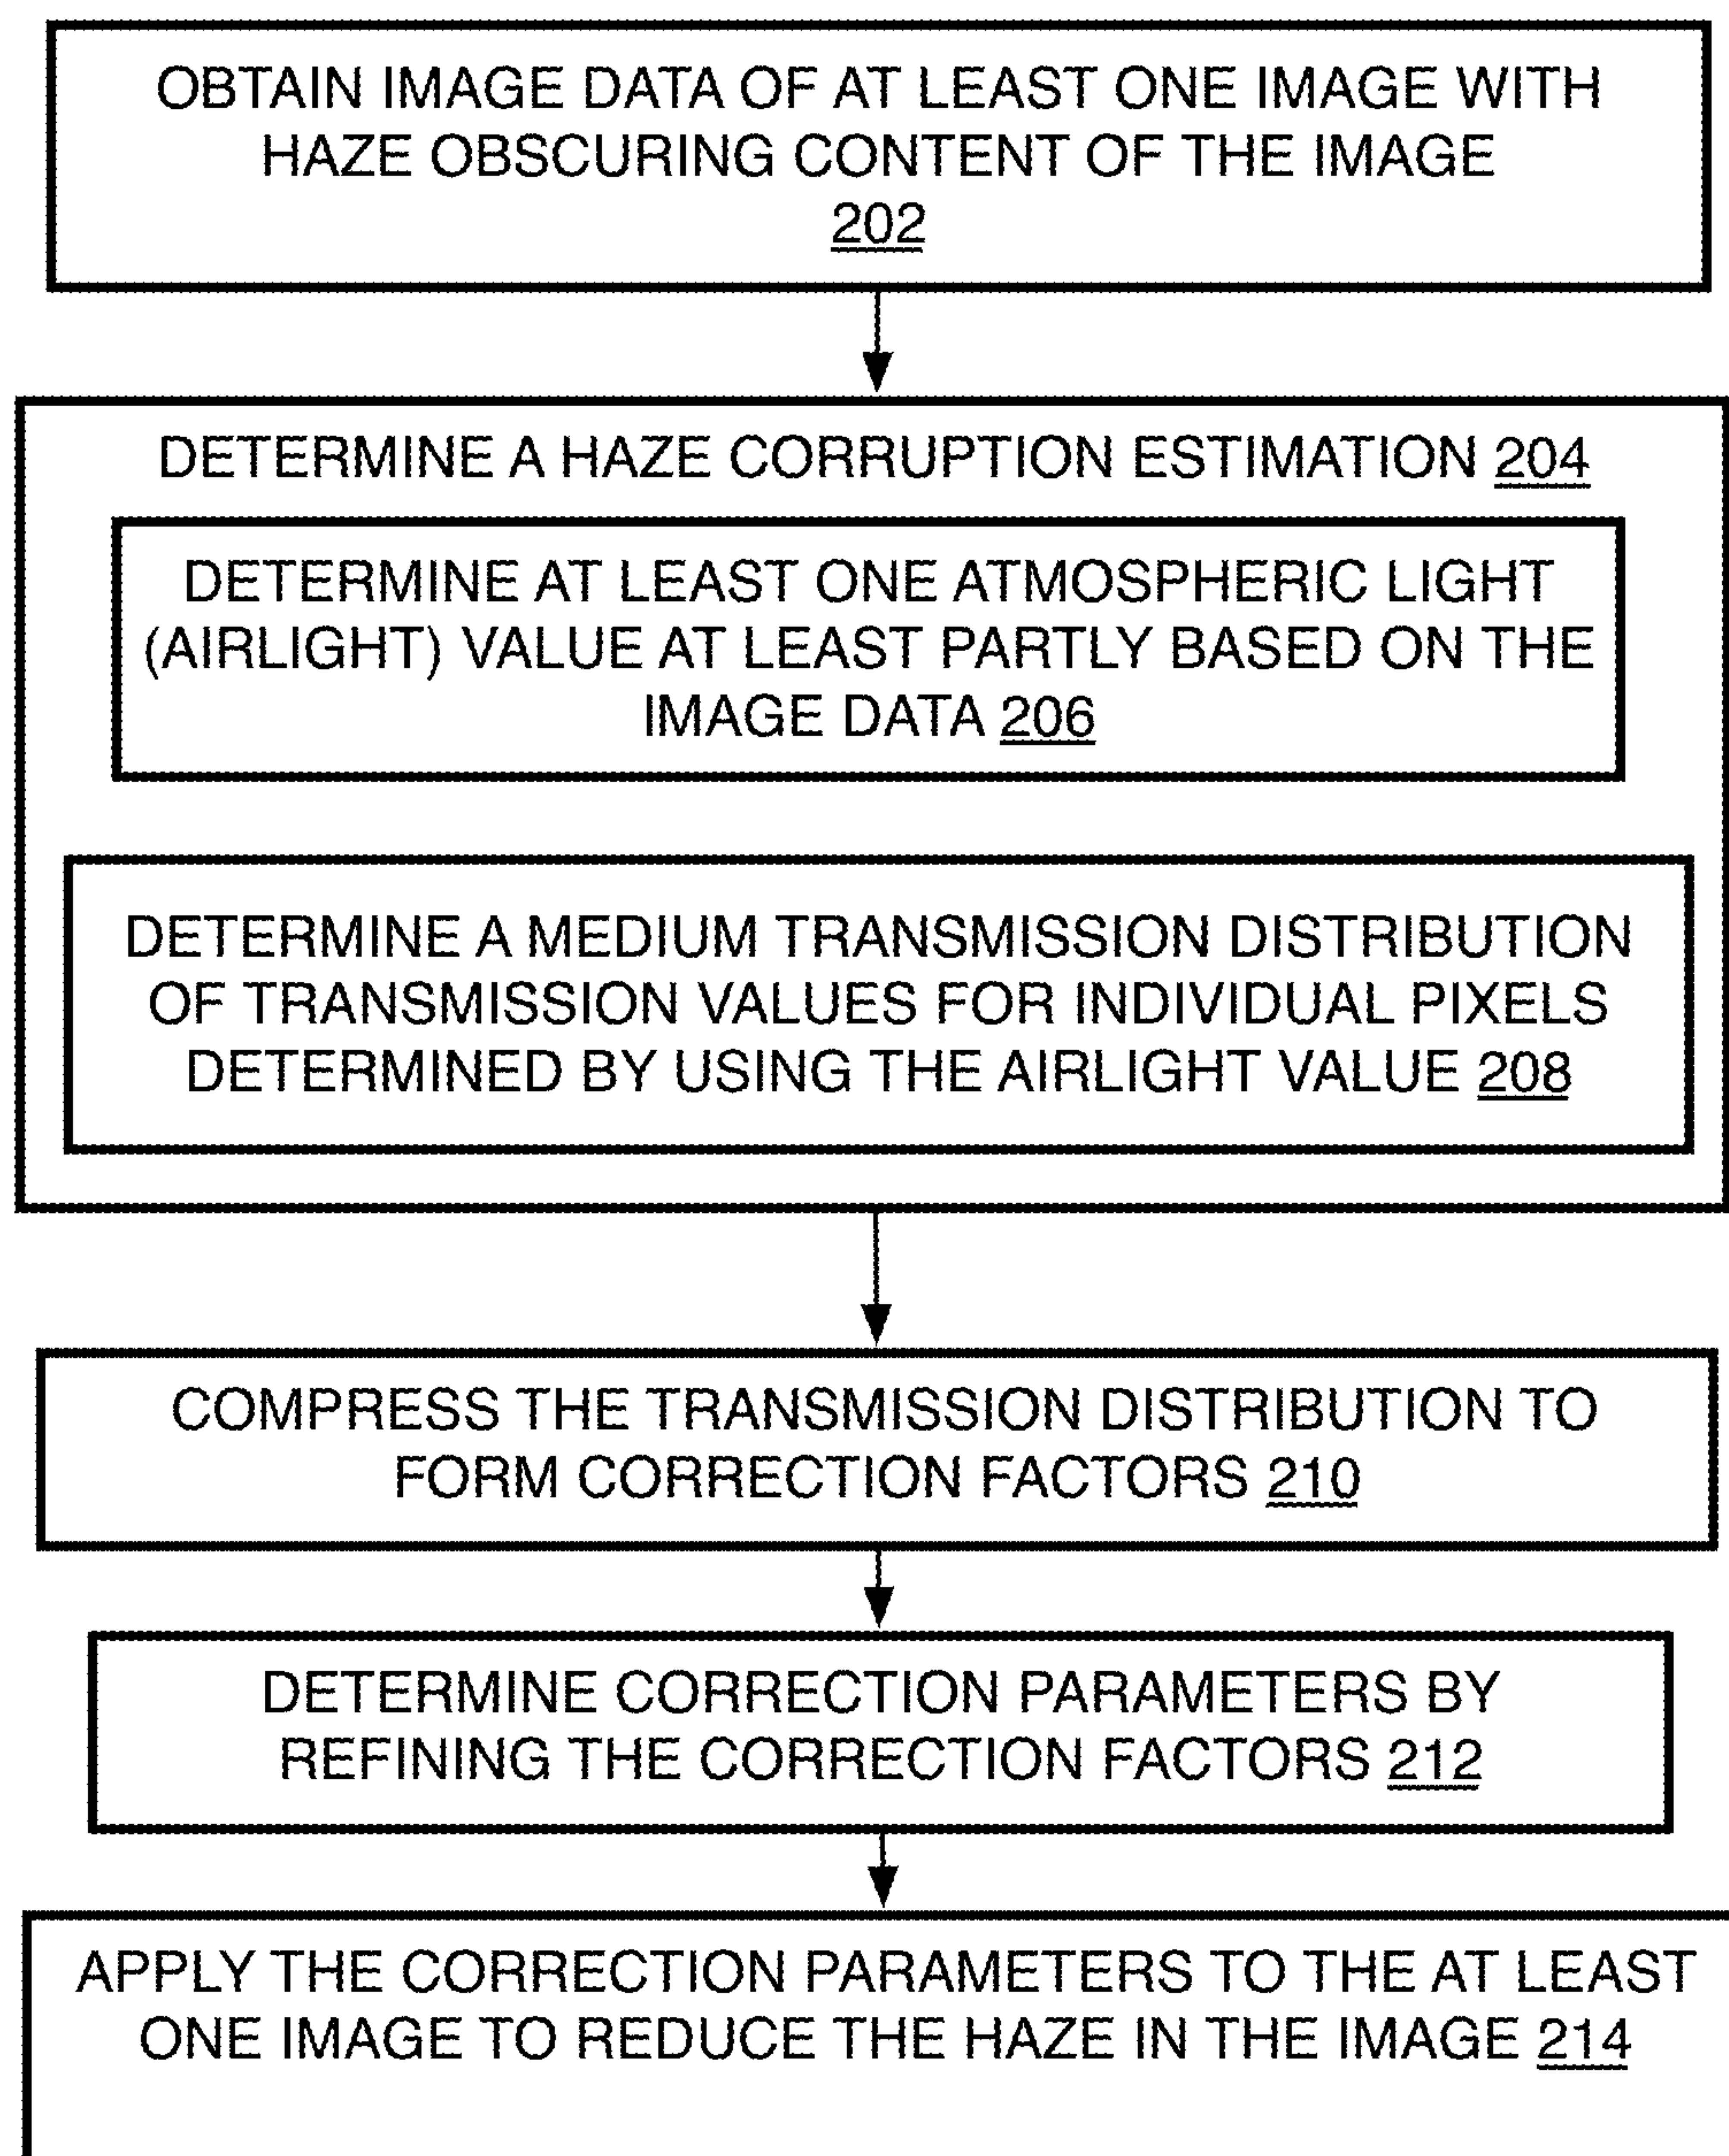 OBTAIN IMAGE DATA OF AT LEAST ONE IMAGE WITH
HAZE OBSCURING CONTENT OF THE IMAGE
202
DETERMINE A HAZE CORRUPTION ESTIMATION 204
DETERMINE AT LEAST ONE ATMOSPHERIC LIGHT
(AIRLIGHT) VALUE AT LEAST PARTLY BASED ON THE
IMAGE DATA 206
DETERMINE A MEDIUM TRANSMISSION DISTRIBUTION
OF TRANSMISSION VALUES FOR INDIVIDUAL PIXELS
DETERMINED BY USING THE AIRLIGHT VALUE 208
COMPRESS THE TRANSMISSION DISTRIBUTION TO
FORM CORRECTION FACTORS 210
DETERMINE CORRECTION PARAMETERS BY
REFINING THE CORRECTION FACTORS 212
APPLY THE CORRECTION PARAMETERS TO THE AT LEAST
ONE IMAGE TO REDUCE THE HAZE IN THE IMAGE 214